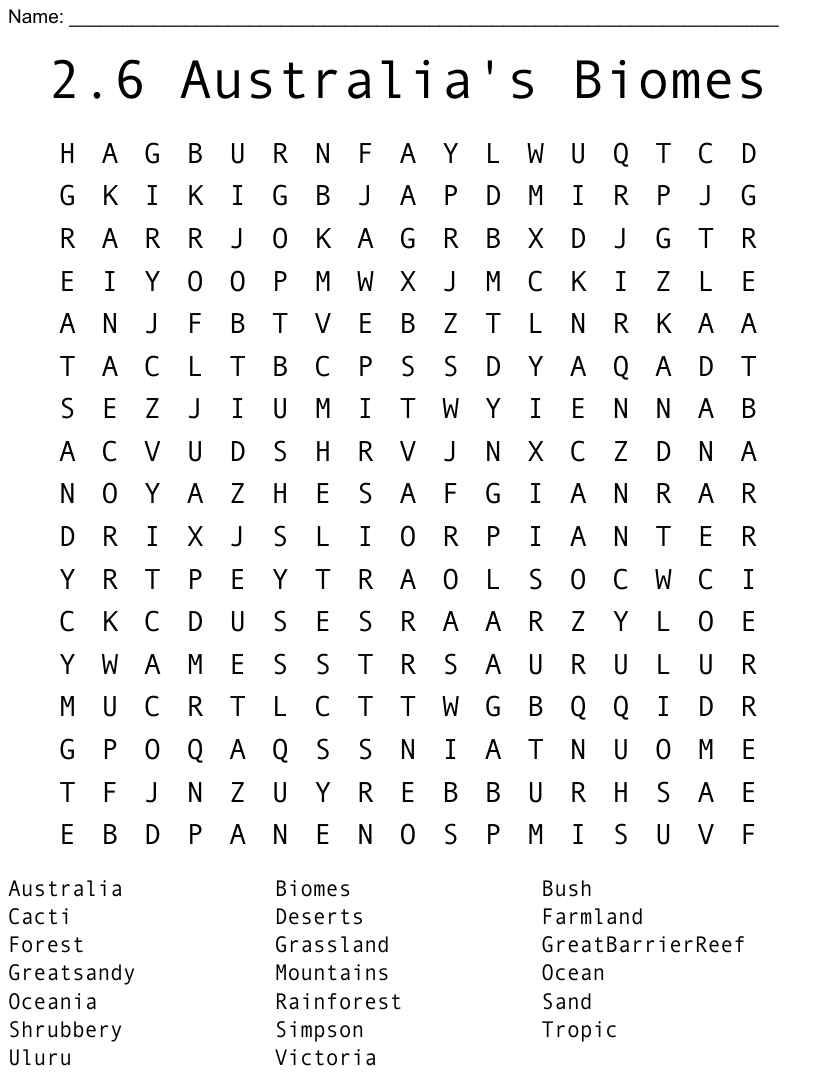 Name: ______________________________________________________________________
2.6 Australia's Biomes
H A G B U R N F A Y L W U Q T C D
G K I K I G B J A P D M I R P J G
R A R R J O K A G R B X D J G T R
E I Y O O P M W X J M C K I Z L E
A N J F B T V E B Z T L N R K A A
T A C L T B C P S S D Y A Q A D T
S E Z J I U M I T W Y I E N N A B
A C V U D S H R V J N X C Z D N A
N O Y A Z H E S A F G I A N R A R
D R I X J S L I O R P I A N T E R
Y R T P E Y T R A O L S O C W C I
C K C D U S E S R A A R Z Y L O E
Y W A M E S S T R S A U R U L U R
M U C R T L C T T W G B Q Q I D R
G P O Q A Q S S N I A T N U O M E
T F J N Z U Y R E B B U R H S A E
E B D P A N E N O S P M I S U V F
Australia Biomes Bush
Cacti Deserts Farmland
Forest Grassland GreatBarrierReef
Greatsandy Mountains Ocean
Oceania Rainforest Sand
Shrubbery Simpson Tropic
Uluru Victoria